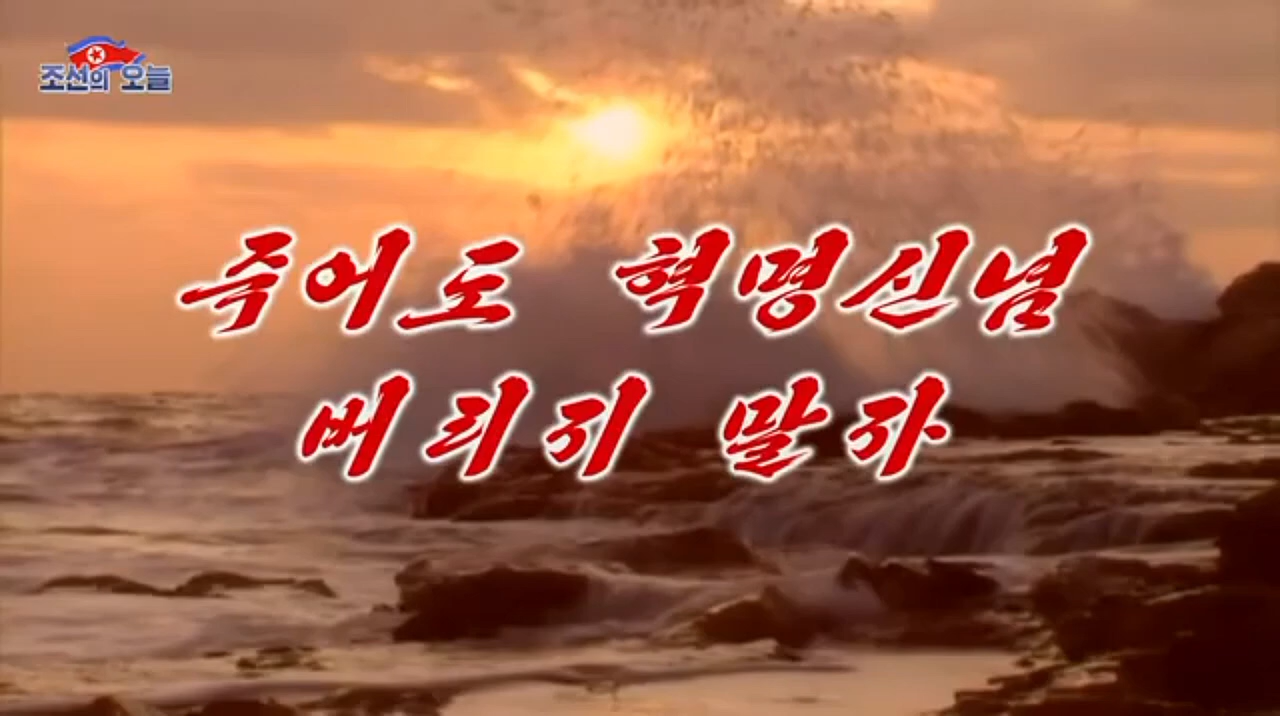 조선의 오늘
죽어도 혁명신념
버리지 말자